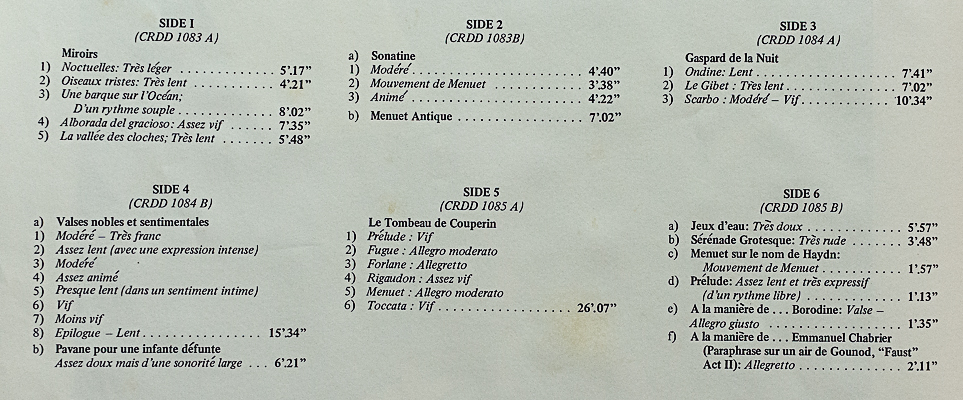 SIDE 1
(CRDD 1083 A)
Miroirs
1) Noctuelles: Très léger . . . . . . . . . . . . 5'.17"
2) Oiseaux tristes: Très lent . . . . . . . . . . 4'.21"
3) Une barque sur l'Océan;
D'un rythme souple . . . . . . . . . . . 8'.02"
4) Alborada del gracioso: Assez vif . . . . . . 7'.35"
5) La vallée des cloches; Très lent . . . . . . . 5'.48"
SIDE 2
(CRDD 1083B)
a) Sonatine
1) Modéré . . . . . . . . . . . . . . . . . . . . 4'.40"
2) Mouvement de Menuet . . . . . . . . . . 3'.38"
3) Animé . . . . . . . . . . . . . . . . . . . . 4'.22"
b) Menuet Antique . . . . . . . . . . . . . . 7'.02"
SIDE 3
(CRDD 1084 A)
Gaspard de la Nuit
1) Ondine: Lent . . . . . . . . . . . . . . . . 7'.41"
2) Le Gibet : Très lent . . . . . . . . . . . . . 7'.02"
3) Scarbo : Modéré – Vif . . . . . . . . . . . 10'.34"
SIDE 4
(CRDD 1084 B)
a) Valses nobles et sentimentales
1) Modéré – Très franc
2) Assez lent (avec une expression intense)
3) Modéré
4) Assez animé
5) Presque lent (dans un sentiment intime)
6) Vif
7) Moins vif
8) Epilogue – Lent . . . . . . . . . . . . . . . . 15'.34"
b) Pavane pour une infante défunte
Assez doux mais d'une sonorité large . . . 6'.21"
SIDE 5
(CRDD 1085 A)
Le Tombeau de Couperin
1) Prélude : Vif
2) Fugue : Allegro moderato
3) Forlane : Allegretto
4) Rigaudon : Assez vif
5) Menuet : Allegro moderato
6) Toccata : Vif . . . . . . . . . . . . . . . . . 26'.07"
SIDE 6
(CRDD 1085 B)
a) Jeux d'eau: Très doux . . . . . . . . . . . . . 5'.57"
b) Sérénade Grotesque: Très rude . . . . . . . . 3'.48"
c) Menuet sur le nom de Haydn:
Mouvement de Menuet . . . . . . . . . . . 1'.57"
d) Prélude: Assez lent et très expressif
(d'un rythme libre) . . . . . . . . . . . . . 1'.13"
e) A la manière de . . . Borodine: Valse –
Allegro giusto . . . . . . . . . . . . . . . . 1'.35"
f) A la manière de . . . Emmanuel Chabrier
(Paraphrase sur un air de Gounod, "Faust"
Act II): Allegretto . . . . . . . . . . . . . . 2'.11"